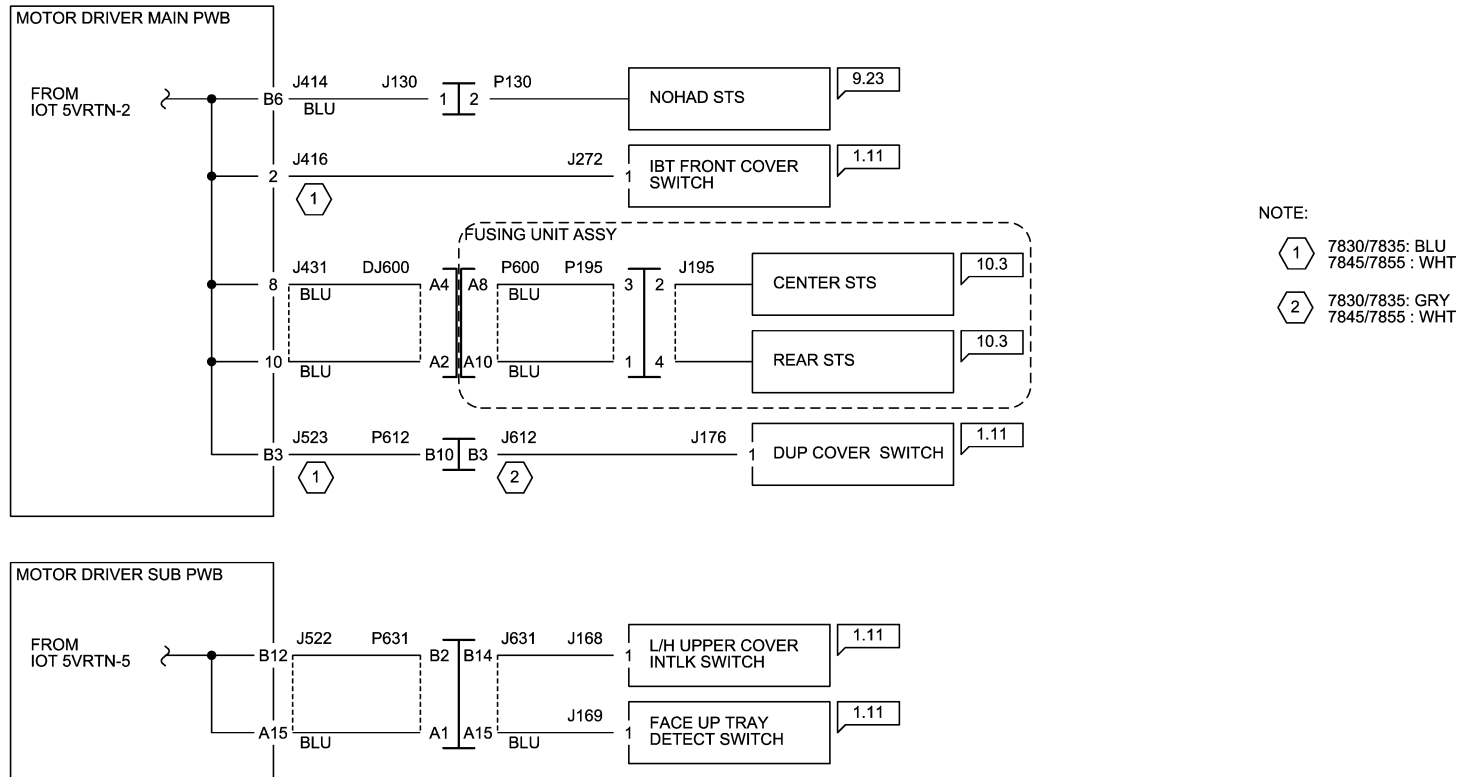 MOTOR DRIVER MAIN PWB
FROM
IOT 5VRTN-2
B6 J414 BLU J130 1 2 P130
NOHAD STS
9.23
2 J416 1 J272 1
IBT FRONT COVER
SWITCH
1.11
FUSING UNIT ASSY
8 J431 BLU DJ600 A4 A8 P600 BLU P195 3 2 J195
CENTER STS
10.3
10 BLU A2 A10 BLU 1 4
REAR STS
10.3
B3 J523 1 P612 B10 B3 J612 2 J176 1
DUP COVER SWITCH
1.11
NOTE:
1 7830/7835: BLU
7845/7855 : WHT
2 7830/7835: GRY
7845/7855 : WHT
MOTOR DRIVER SUB PWB
FROM
IOT 5VRTN-5
B12 J522 P631 B2 B14 J631 J168 1
L/H UPPER COVER
INTLK SWITCH
1.11
A15 BLU A1 A15 BLU J169 1
FACE UP TRAY
DETECT SWITCH
1.11